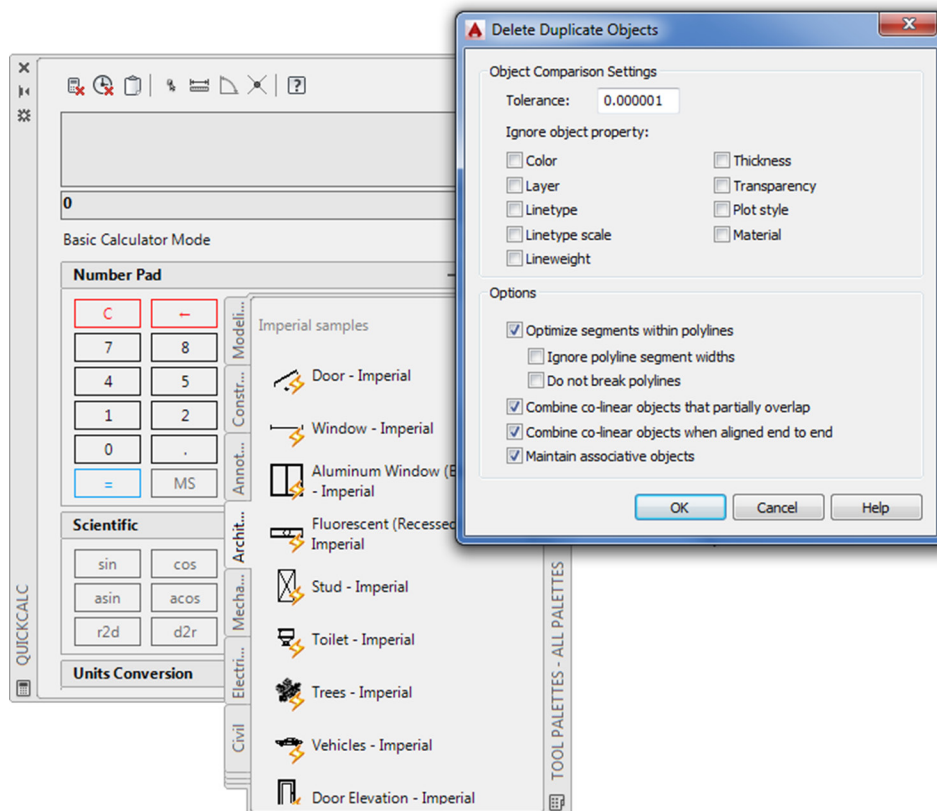 Delete Duplicate Objects
Object Comparison Settings
Tolerance: 0.000001
Ignore object property:
Color
Thickness
Layer
Transparency
Linetype
Plot style
Linetype scale
Material
Lineweight
Options
Optimize segments within polylines
Ignore polyline segment widths
Do not break polylines
Combine co-linear objects that partially overlap
Combine co-linear objects when aligned end to end
Maintain associative objects
OK Cancel Help
0
Basic Calculator Mode
Number Pad
C ←
7 8
4 5
1 2
0 .
= MS
Scientific
sin cos
asin acos
r2d d2r
Units Conversion
QUICKCALC
Modeli...
Constr...
Annot...
Archit...
Mecha...
Electri...
Civil
Imperial samples
Door - Imperial
Window - Imperial
Aluminum Window (
- Imperial
Fluorescent (Recessed
Imperial
Stud - Imperial
Toilet - Imperial
Trees - Imperial
Vehicles - Imperial
Door Elevation - Imperial
TOOL PALETTES - ALL PALETTES